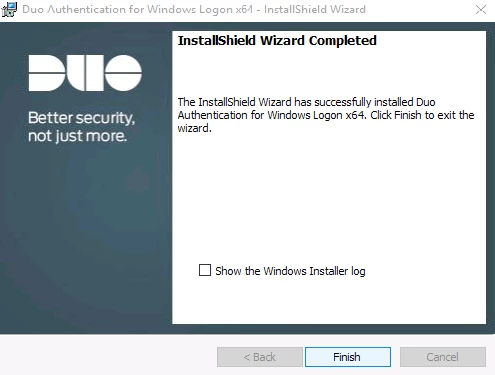 Duo Authentication for Windows Logon x64 - InstallShield Wizard
InstallShield Wizard Completed
DUO
Better security,
not just more.
The InstallShield Wizard has successfully installed Duo
Authentication for Windows Logon x64. Click Finish to exit the
wizard.
Show the Windows Installer log
< Back
Finish
Cancel